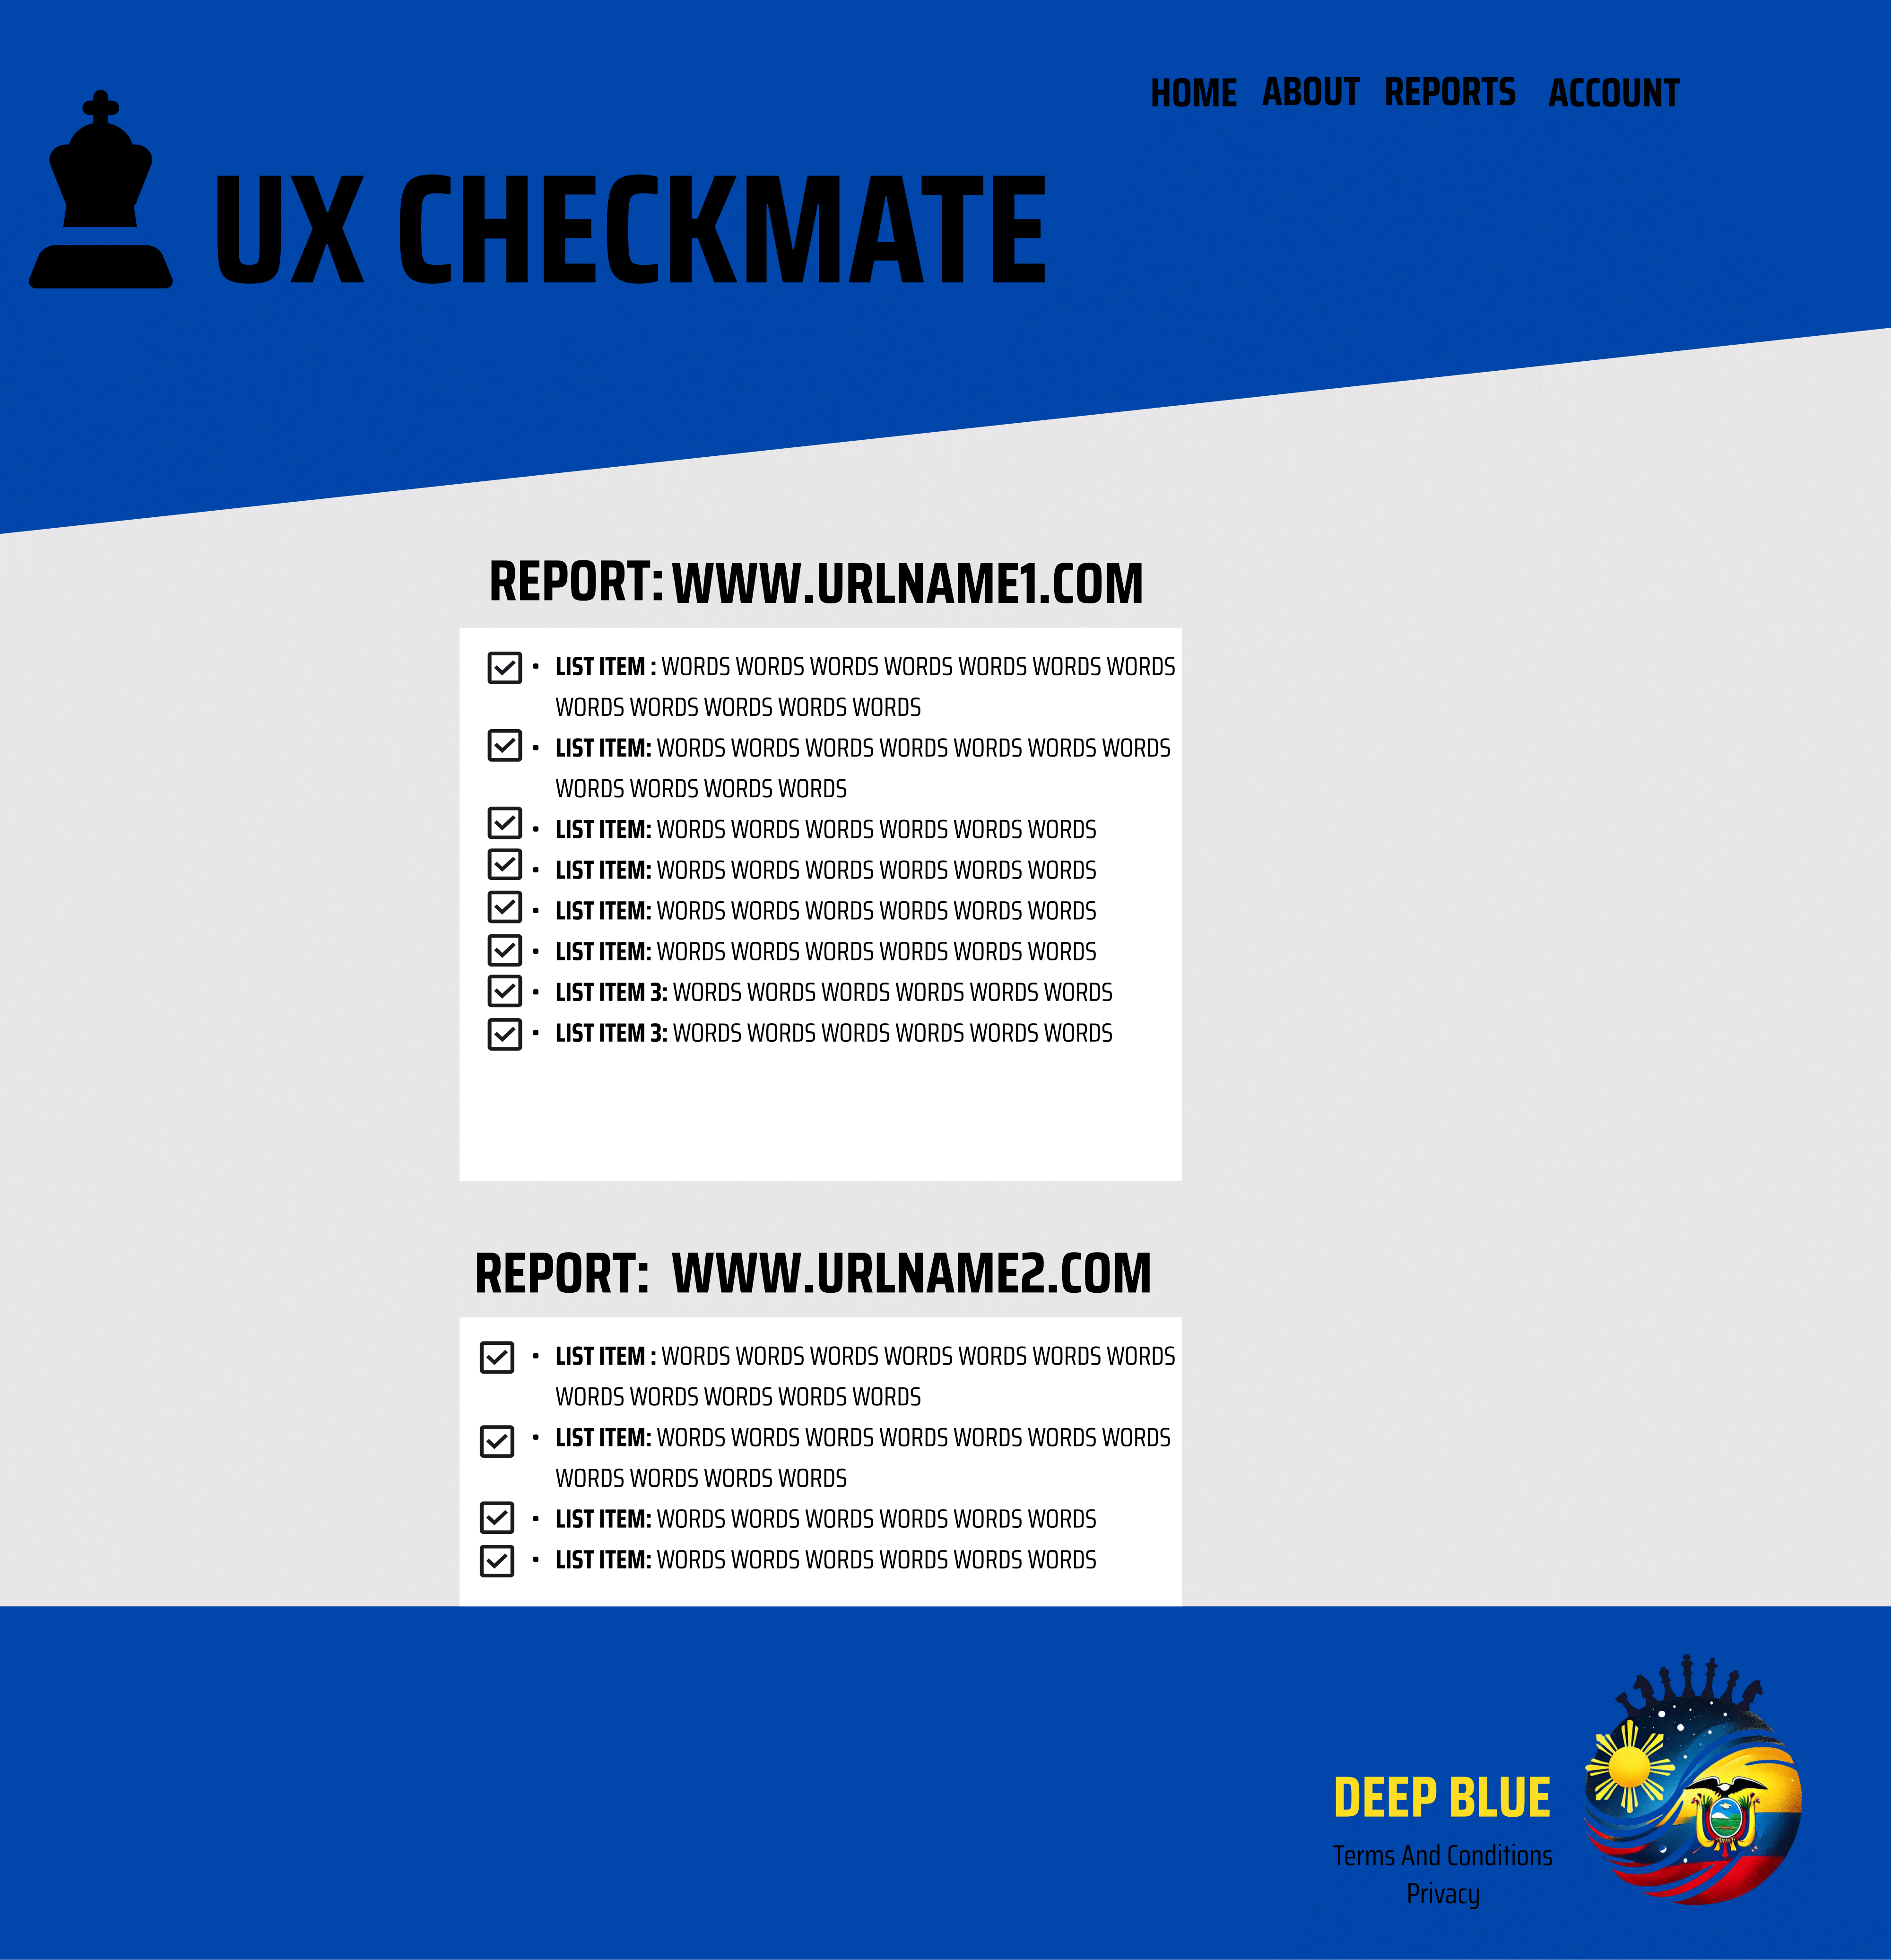 HOME ABOUT REPORTS ACCOUNT
UX CHECKMATE
REPORT: WWW.URLNAME1.COM
• LIST ITEM : WORDS WORDS WORDS WORDS WORDS WORDS WORDS
WORDS WORDS WORDS WORDS WORDS
• LIST ITEM: WORDS WORDS WORDS WORDS WORDS WORDS WORDS
WORDS WORDS WORDS WORDS
• LIST ITEM: WORDS WORDS WORDS WORDS WORDS WORDS
• LIST ITEM: WORDS WORDS WORDS WORDS WORDS WORDS
• LIST ITEM: WORDS WORDS WORDS WORDS WORDS WORDS
• LIST ITEM: WORDS WORDS WORDS WORDS WORDS WORDS
• LIST ITEM 3: WORDS WORDS WORDS WORDS WORDS WORDS
• LIST ITEM 3: WORDS WORDS WORDS WORDS WORDS WORDS
REPORT: WWW.URLNAME2.COM
• LIST ITEM : WORDS WORDS WORDS WORDS WORDS WORDS WORDS
WORDS WORDS WORDS WORDS WORDS
• LIST ITEM: WORDS WORDS WORDS WORDS WORDS WORDS WORDS
WORDS WORDS WORDS WORDS
• LIST ITEM: WORDS WORDS WORDS WORDS WORDS WORDS
• LIST ITEM: WORDS WORDS WORDS WORDS WORDS WORDS
DEEP BLUE
Terms And Conditions
Privacy